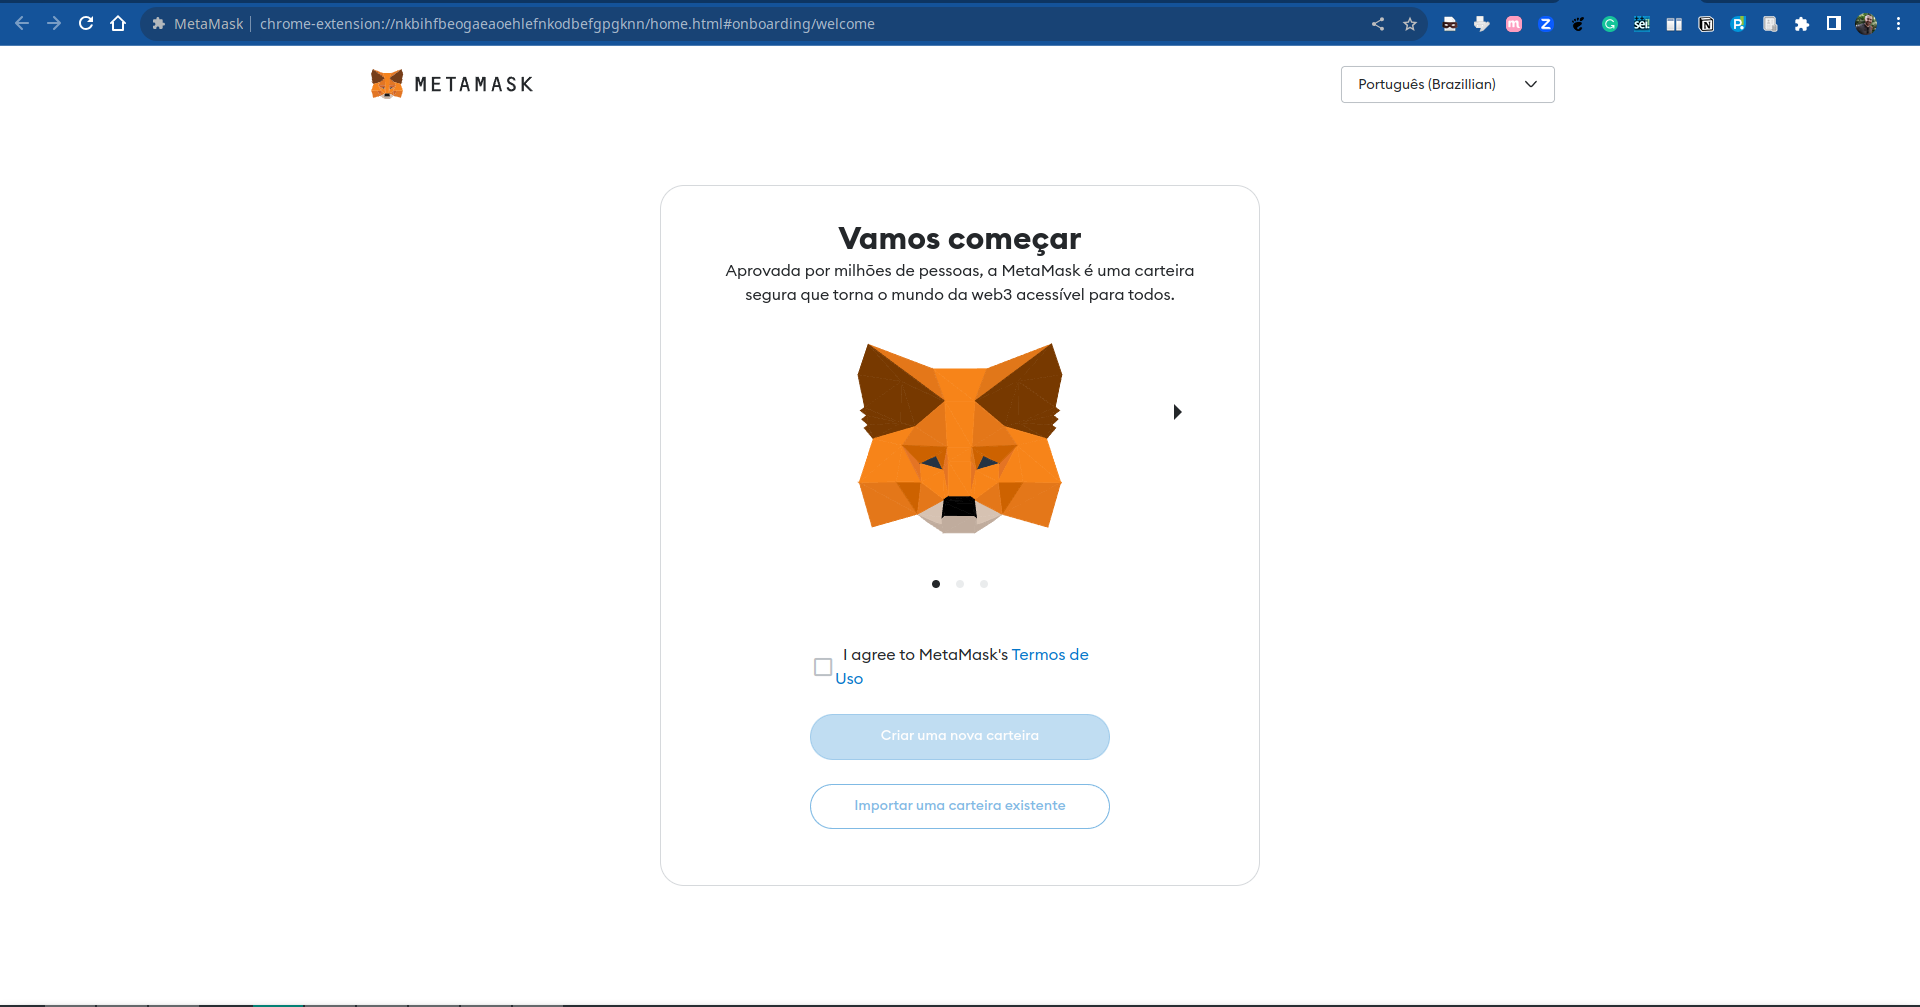 MetaMask
chrome-extension://nkbihfbeogaeaoehlefnkodbefgpgknn/home.html#onboarding/welcome
METAMASK
Português (Brazillian)
Vamos começar
Aprovada por milhões de pessoas, a MetaMask é uma carteira
segura que torna o mundo da web3 acessível para todos.
I agree to MetaMask's Termos de
Uso
Criar uma nova carteira
Importar uma carteira existente